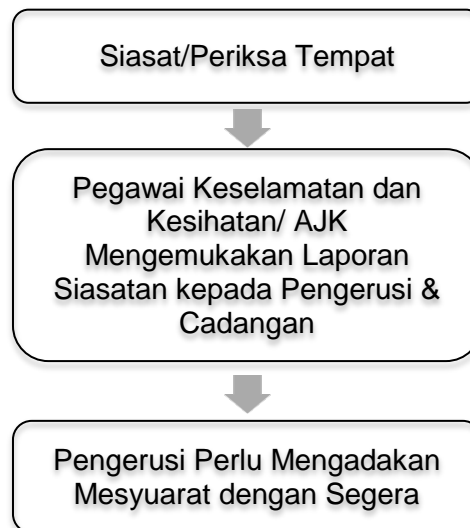 Siasat/Periksa Tempat
Pegawai Keselamatan dan
Kesihatan/ AJK
Mengemukakan Laporan
Siasatan kepada Pengerusi &
Cadangan
Pengerusi Perlu Mengadakan
Mesyuarat dengan Segera